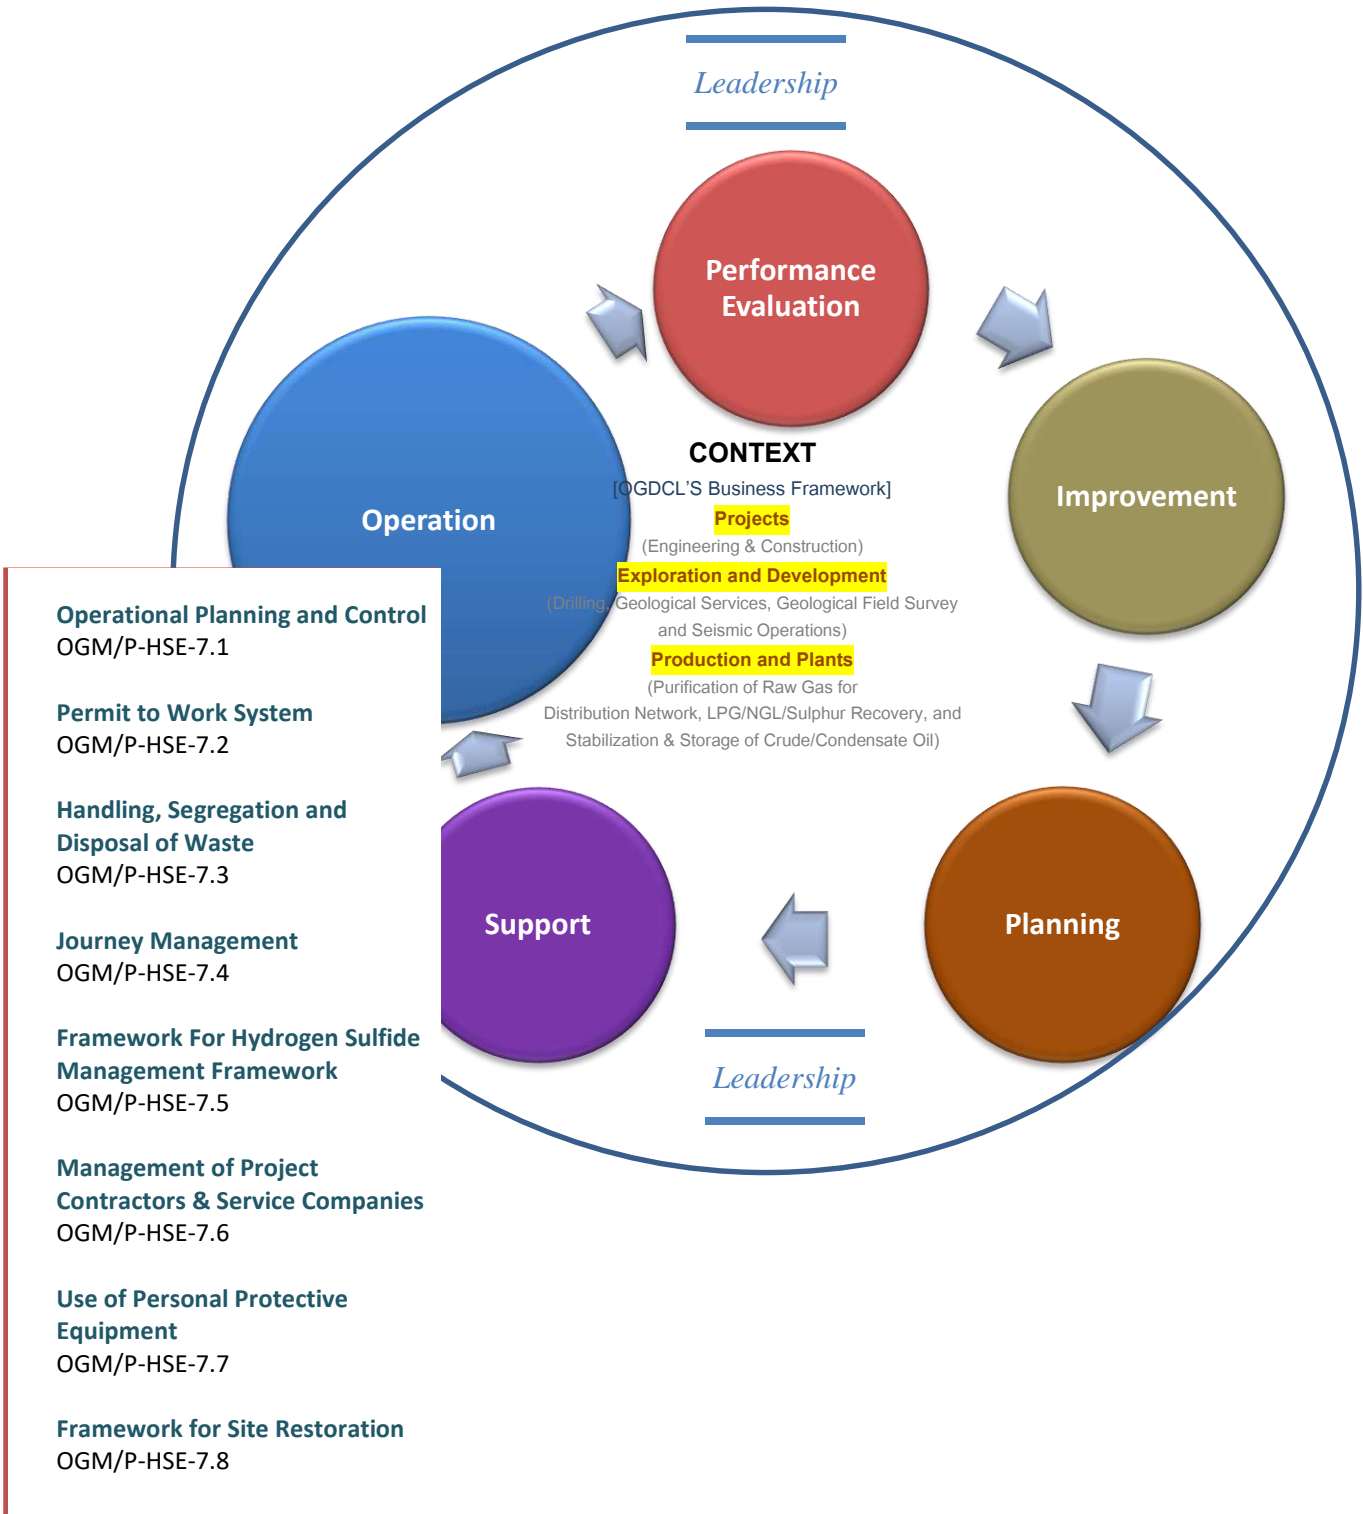 Leadership
Performance
Evaluation
Improvement
Operation
CONTEXT
[OGDCL'S Business Framework]
Projects
(Engineering & Construction)
Exploration and Development
(Drilling, Geological Services, Geological Field Survey
and Seismic Operations)
Production and Plants
(Purification of Raw Gas for
Distribution Network, LPG/NGL/Sulphur Recovery, and
Stabilization & Storage of Crude/Condensate Oil)
Support
Planning
Leadership
Operational Planning and Control
OGM/P-HSE-7.1
Permit to Work System
OGM/P-HSE-7.2
Handling, Segregation and
Disposal of Waste
OGM/P-HSE-7.3
Journey Management
OGM/P-HSE-7.4
Framework For Hydrogen Sulfide
Management Framework
OGM/P-HSE-7.5
Management of Project
Contractors & Service Companies
OGM/P-HSE-7.6
Use of Personal Protective
Equipment
OGM/P-HSE-7.7
Framework for Site Restoration
OGM/P-HSE-7.8